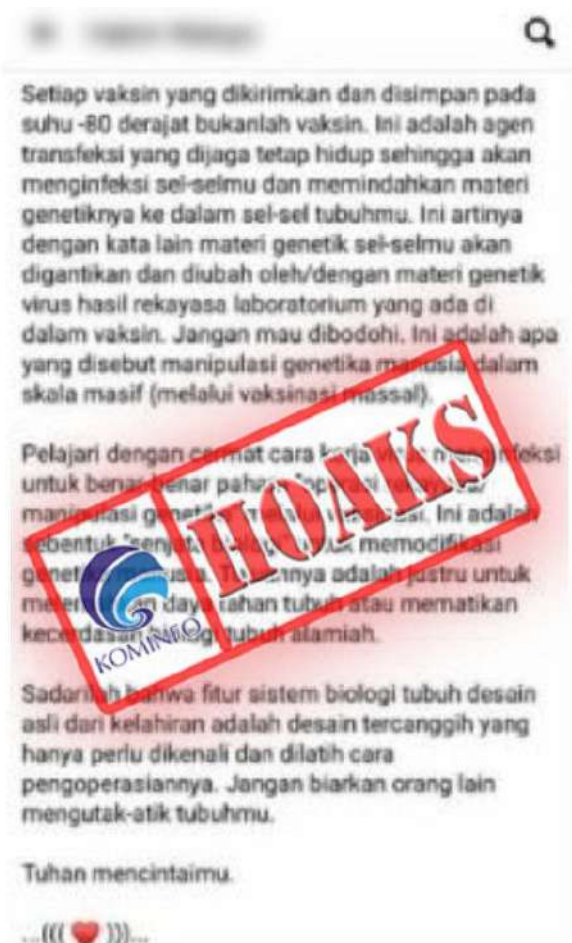 Setiap vaksin yang dikirimkan dan disimpan pada
suhu -80 derajat bukanlah vaksin. Ini adalah agen
transfeksi yang dijaga tetap hidup sehingga akan
menginfeksi sel-selmu dan memindahkan materi
genetiknya ke dalam sel-sel tubuhmu. Ini artinya
dengan kata lain materi genetik sel-selmu akan
digantikan dan diubah oleh/dengan materi genetik
virus hasil rekayasa laboratorium yang ada di
dalam vaksin. Jangan mau dibodohi. Ini adalah apa
yang disebut manipulasi genetika manusia dalam
skala masif (melalui vaksinasi massal).
Pelajari dengan cermat cara kerja virus menginfeksi
untuk benar-benar paham
manipulasi Ini adalah
sebentuk "senjata memodifikasi
adalah justru untuk
daya tahan tubuh atau mematikan
kecerdasan tubuh alamiah.
HOAKS
KOMINFO
Sadarilah bahwa fitur sistem biologi tubuh desain
asli dari kelahiran adalah desain tercanggih yang
hanya perlu dikenali dan dilatih cara
pengoperasiannya. Jangan biarkan orang lain
mengutak-atik tubuhmu.
Tuhan mencintaimu.
...((( ❤️ )))...